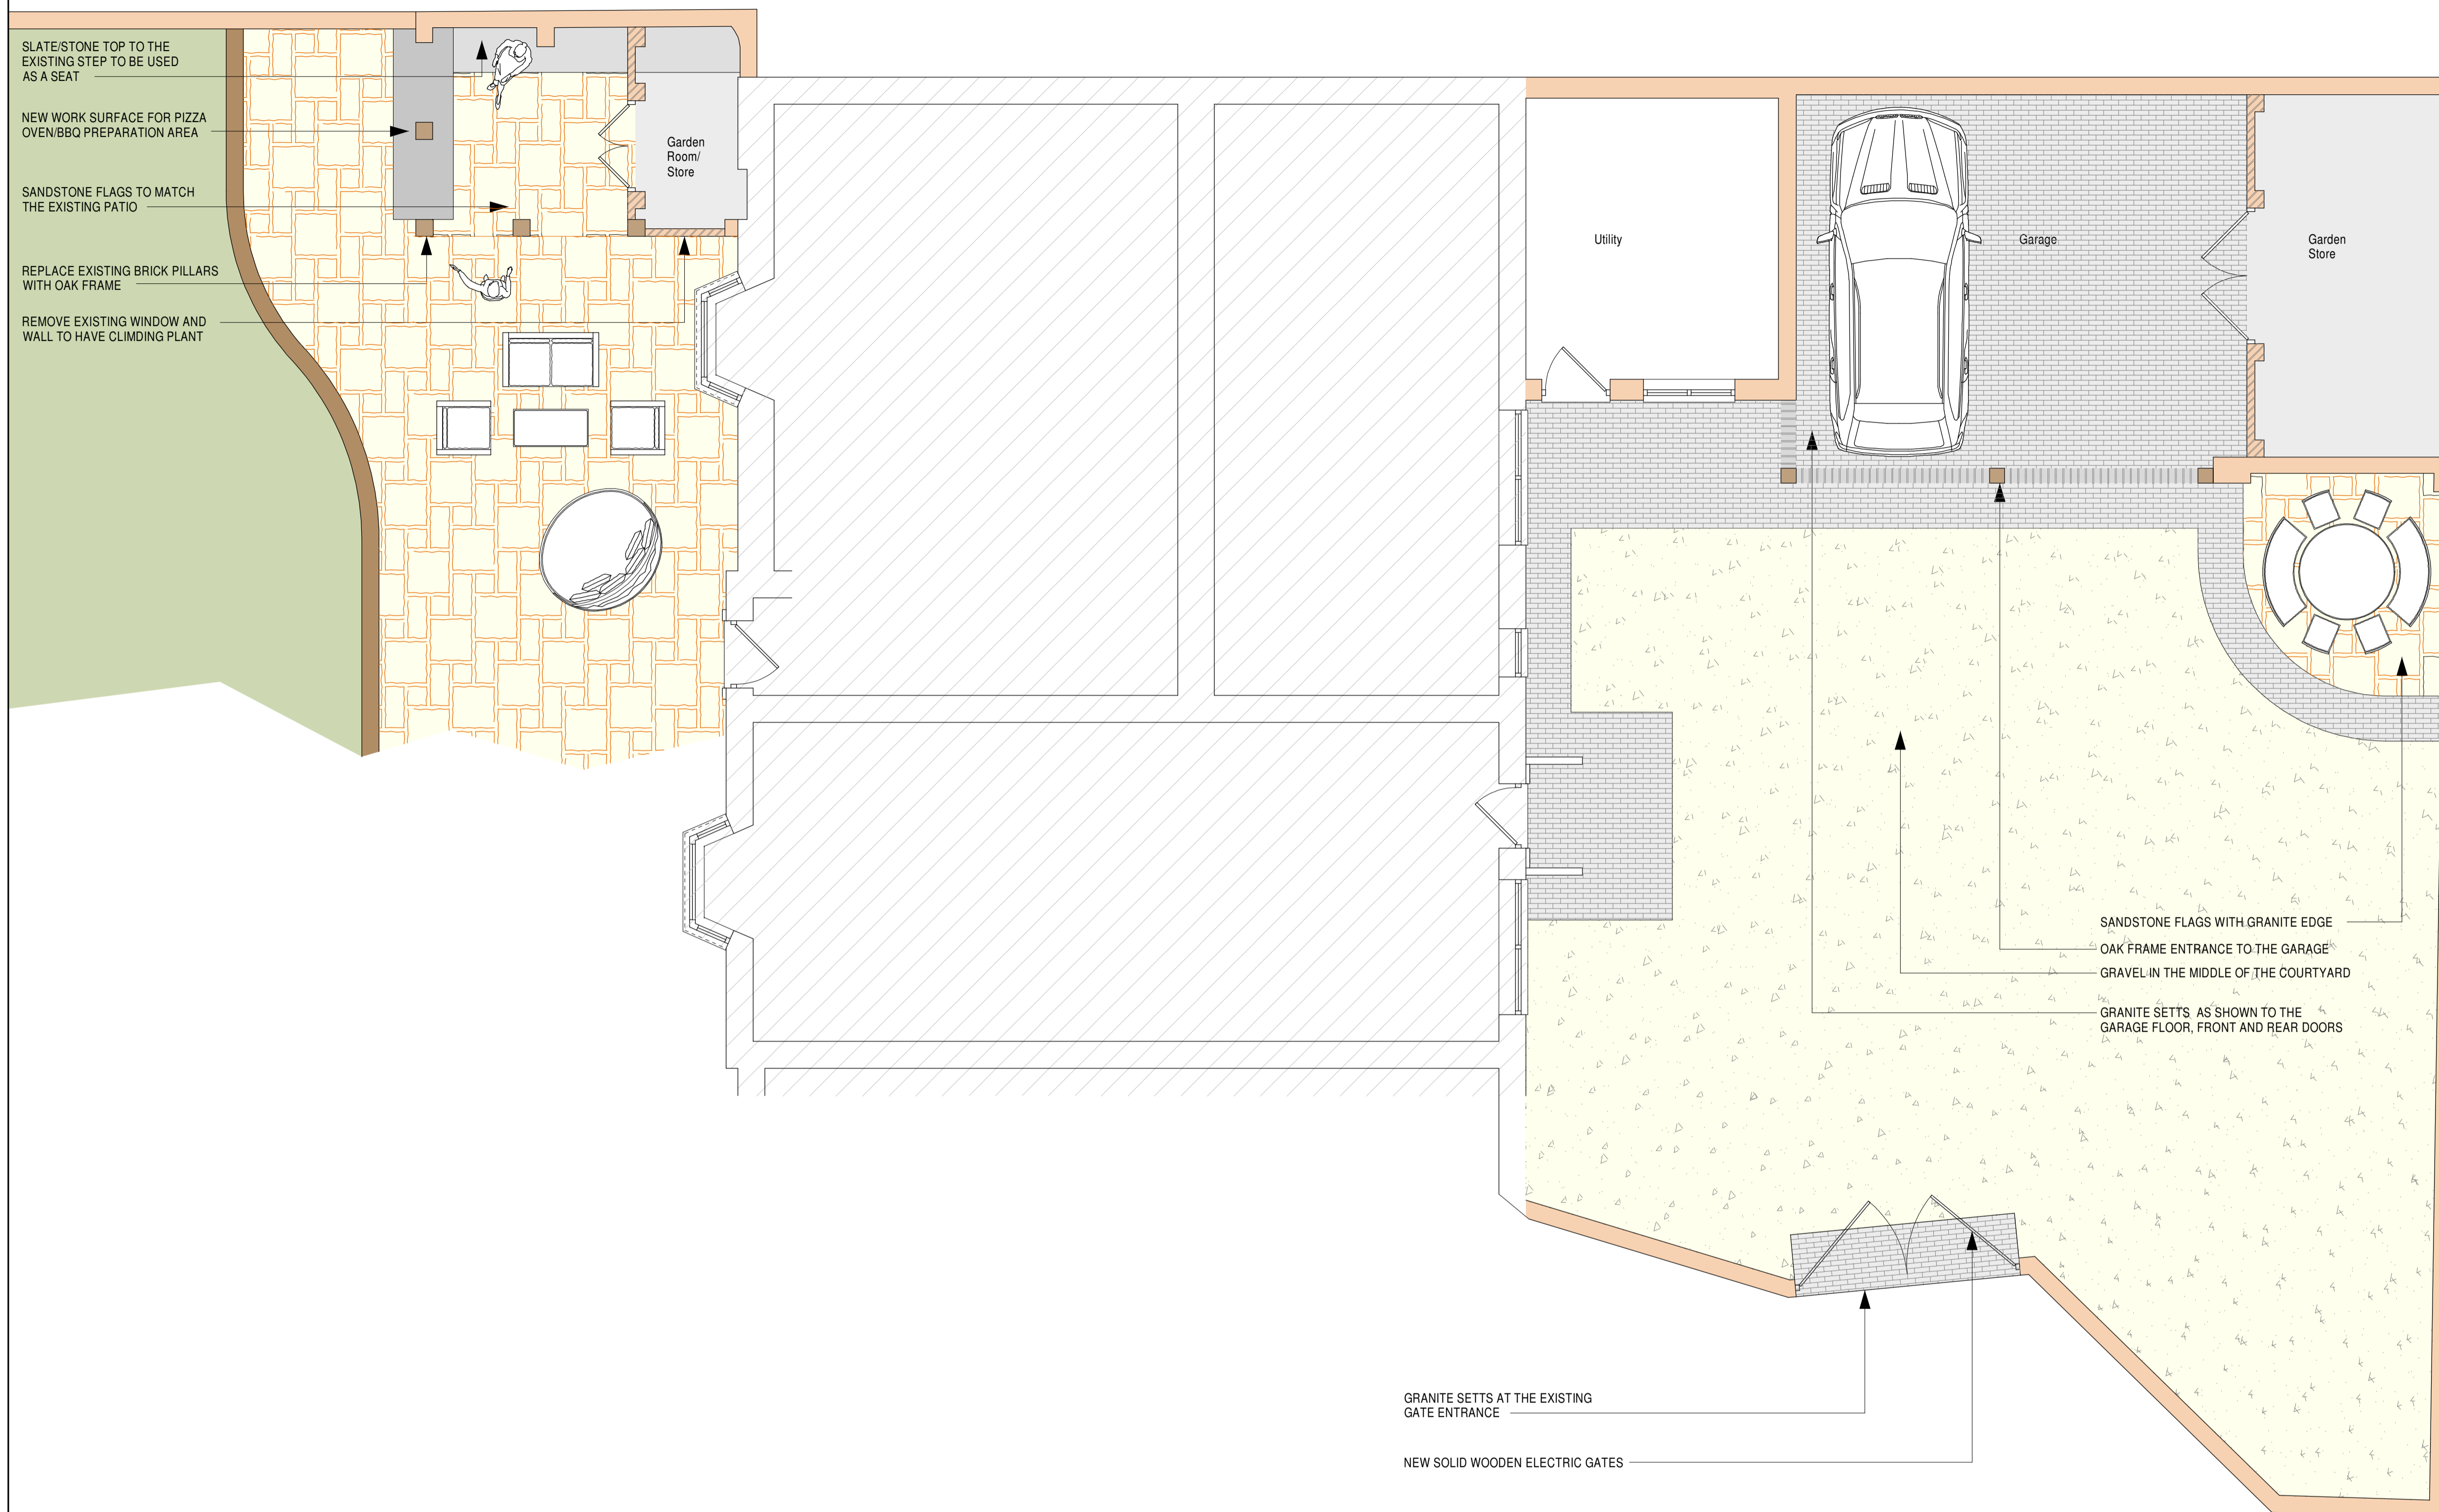 SLATE/STONE TOP TO THE
EXISTING STEP TO BE USED
AS A SEAT
NEW WORK SURFACE FOR PIZZA
OVEN/BBQ PREPARATION AREA
SANDSTONE FLAGS TO MATCH
THE EXISTING PATIO
REPLACE EXISTING BRICK PILLARS
WITH OAK FRAME
REMOVE EXISTING WINDOW AND
WALL TO HAVE CLIMDING PLANT
Garden
Room/
Store
Utility
Garage
Garden
Store
SANDSTONE FLAGS WITH GRANITE EDGE
OAK FRAME ENTRANCE TO THE GARAGE
GRAVEL IN THE MIDDLE OF THE COURTYARD
GRANITE SETTS AS SHOWN TO THE
GARAGE FLOOR, FRONT AND REAR DOORS
GRANITE SETTS AT THE EXISTING
GATE ENTRANCE
NEW SOLID WOODEN ELECTRIC GATES